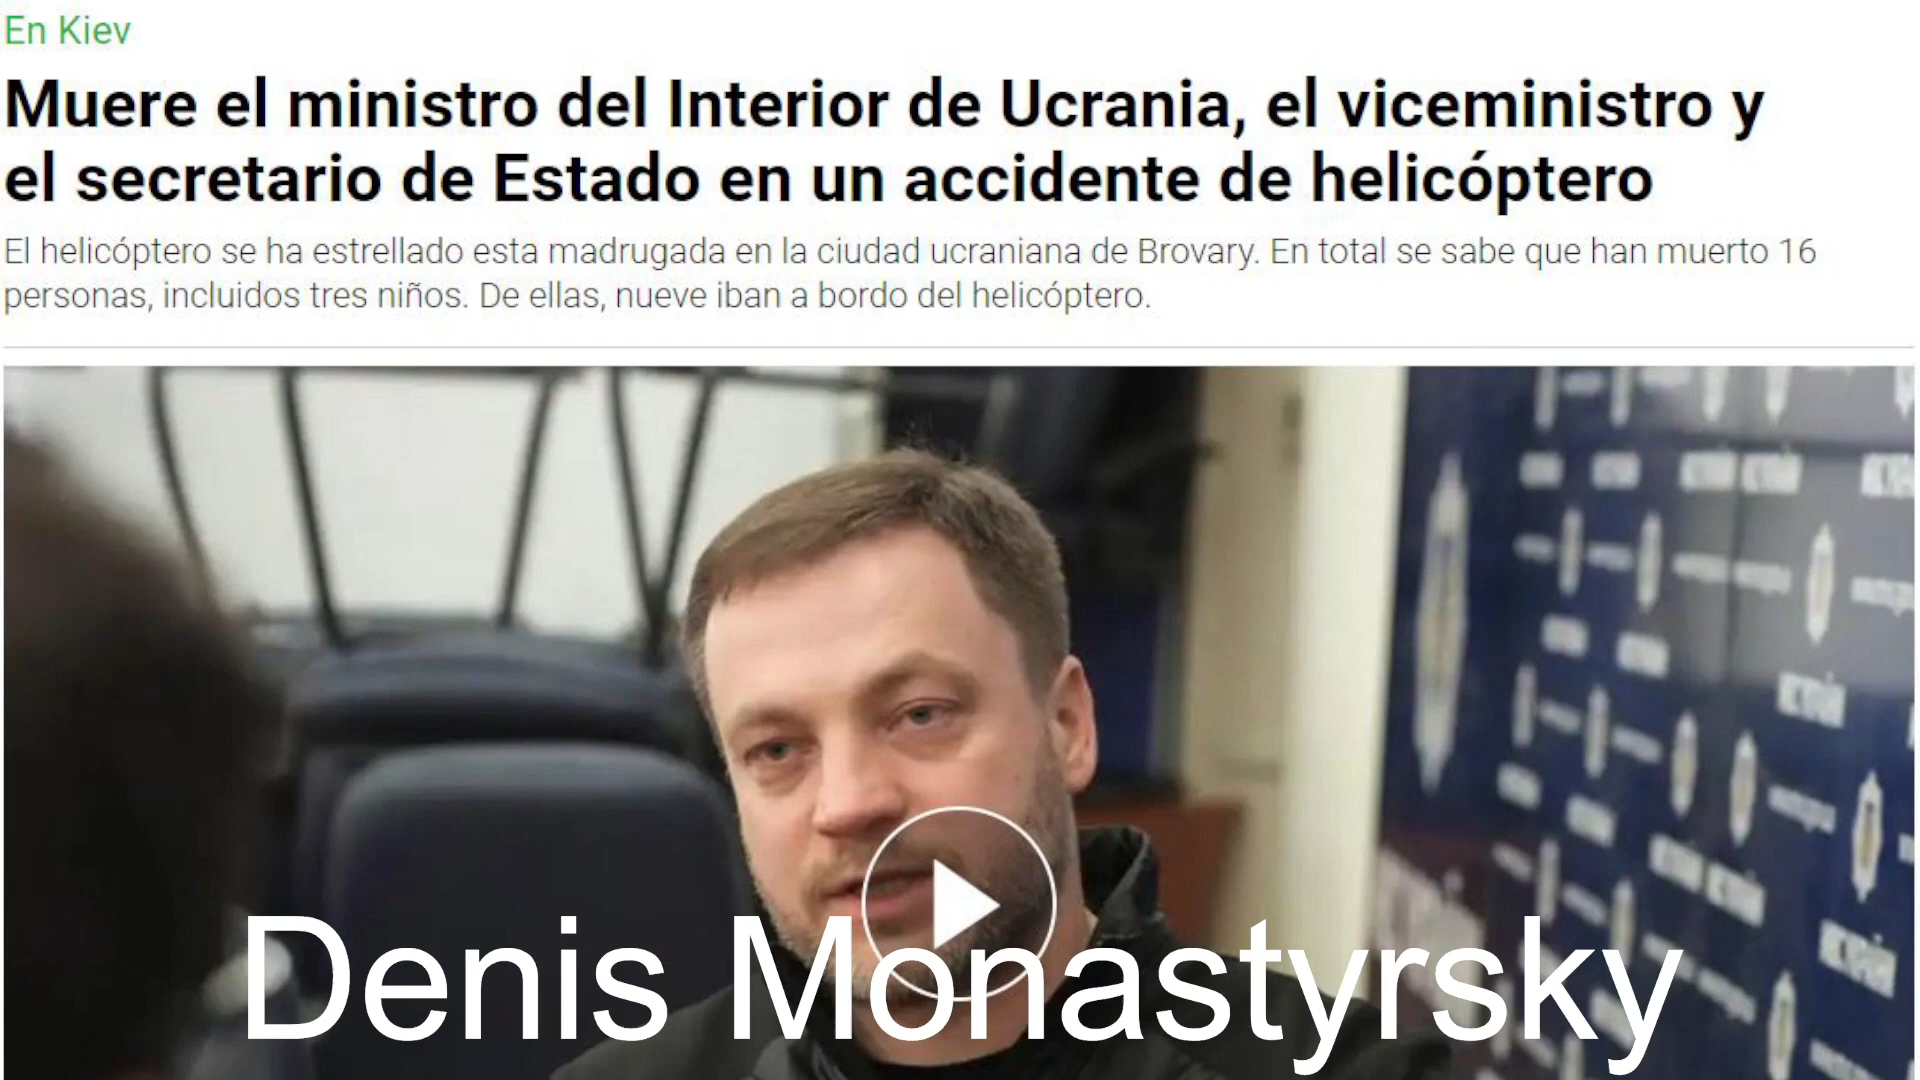 En Kiev
Muere el ministro del Interior de Ucrania, el viceministro y
el secretario de Estado en un accidente de helicóptero
El helicóptero se ha estrellado esta madrugada en la ciudad ucraniana de Brovary. En total se sabe que han muerto 16
personas, incluidos tres niños. De ellas, nueve iban a bordo del helicóptero.
Denis Monastyrsky